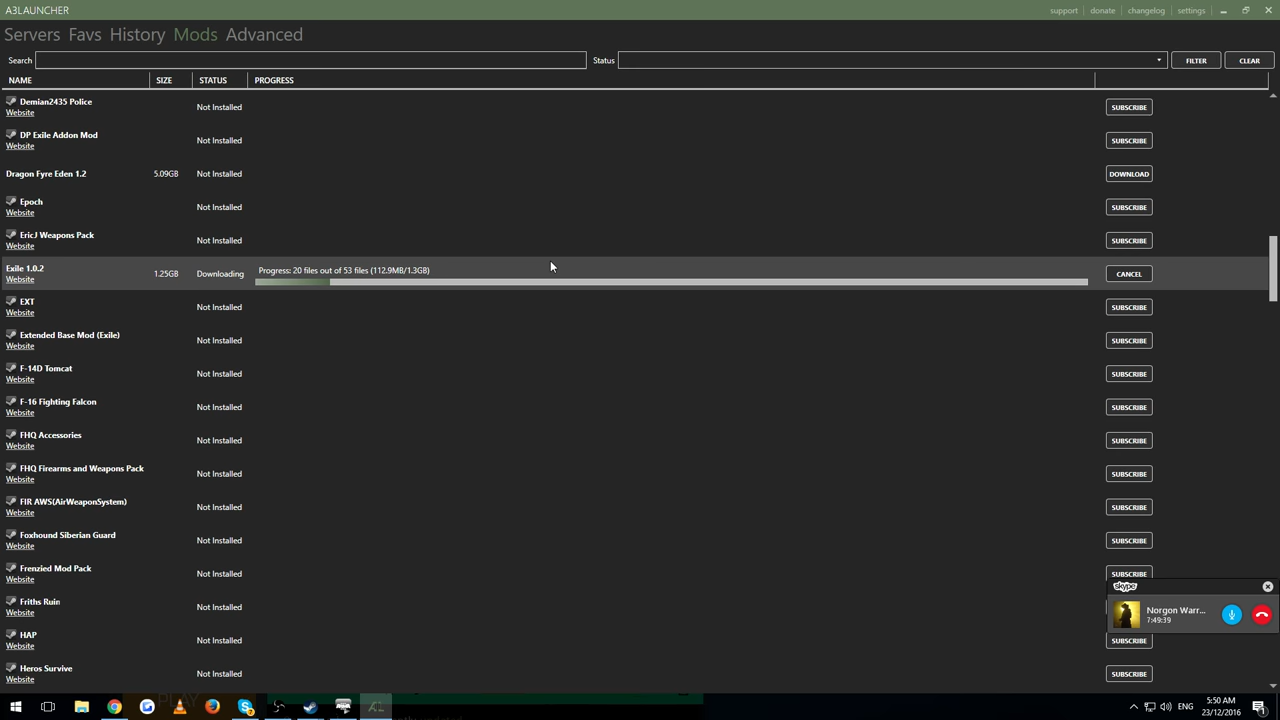 A3LAUNCHER
support donate changelog settings
Servers Favs History Mods Advanced
Search Status FILTER CLEAR
NAME SIZE STATUS PROGRESS
Demian2435 Police
Website
Not Installed SUBSCRIBE
DP Exile Addon Mod
Website
Not Installed SUBSCRIBE
Dragon Fyre Eden 1.2 5.09GB Not Installed DOWNLOAD
Epoch
Website
Not Installed SUBSCRIBE
EricJ Weapons Pack
Website
Not Installed SUBSCRIBE
Exile 1.0.2
Website
1.25GB Downloading Progress: 20 files out of 53 files (112.9MB/1.3GB) CANCEL
EXT
Website
Not Installed SUBSCRIBE
Extended Base Mod (Exile)
Website
Not Installed SUBSCRIBE
F-14D Tomcat
Website
Not Installed SUBSCRIBE
F-16 Fighting Falcon
Website
Not Installed SUBSCRIBE
FHQ Accessories
Website
Not Installed SUBSCRIBE
FHQ Firearms and Weapons Pack
Website
Not Installed SUBSCRIBE
FIR AWS(AirWeaponSystem)
Website
Not Installed SUBSCRIBE
Foxhound Siberian Guard
Website
Not Installed SUBSCRIBE
Frenzied Mod Pack
Website
Not Installed SUBSCRIBE
Friths Ruin
Website
Not Installed
HAP
Website
Not Installed SUBSCRIBE
Heros Survive
Website
Not Installed SUBSCRIBE
skype
Norgon Warr...
7:49:39
PLAY
ENG
5:50 AM
23/12/2016
1